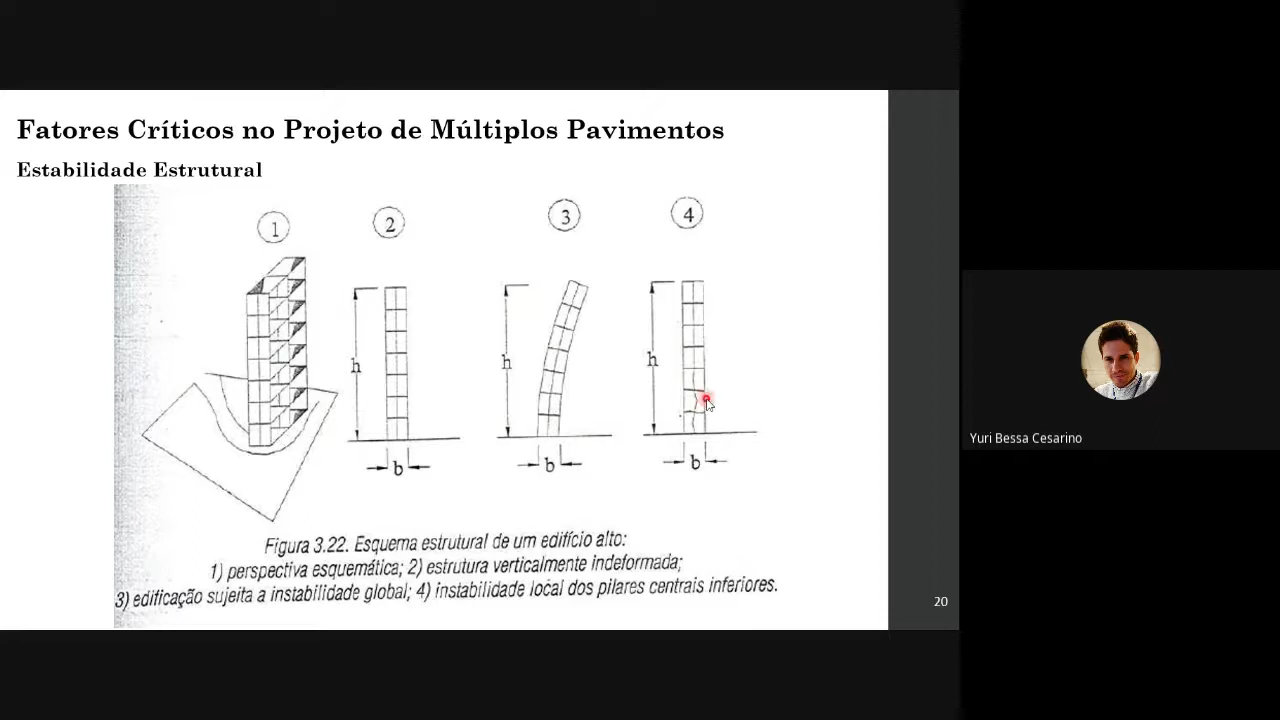 Fatores Críticos no Projeto de Múltiplos Pavimentos
Estabilidade Estrutural
1 2 3 4
h h h
b b b
Figura 3.22. Esquema estrutural de um edifício alto:
1) perspectiva esquemática; 2) estrutura verticalmente indeformada;
3) edificação sujeita a instabilidade global; 4) instabilidade local dos pilares centrais inferiores.
20
Yuri Bessa Cesarino